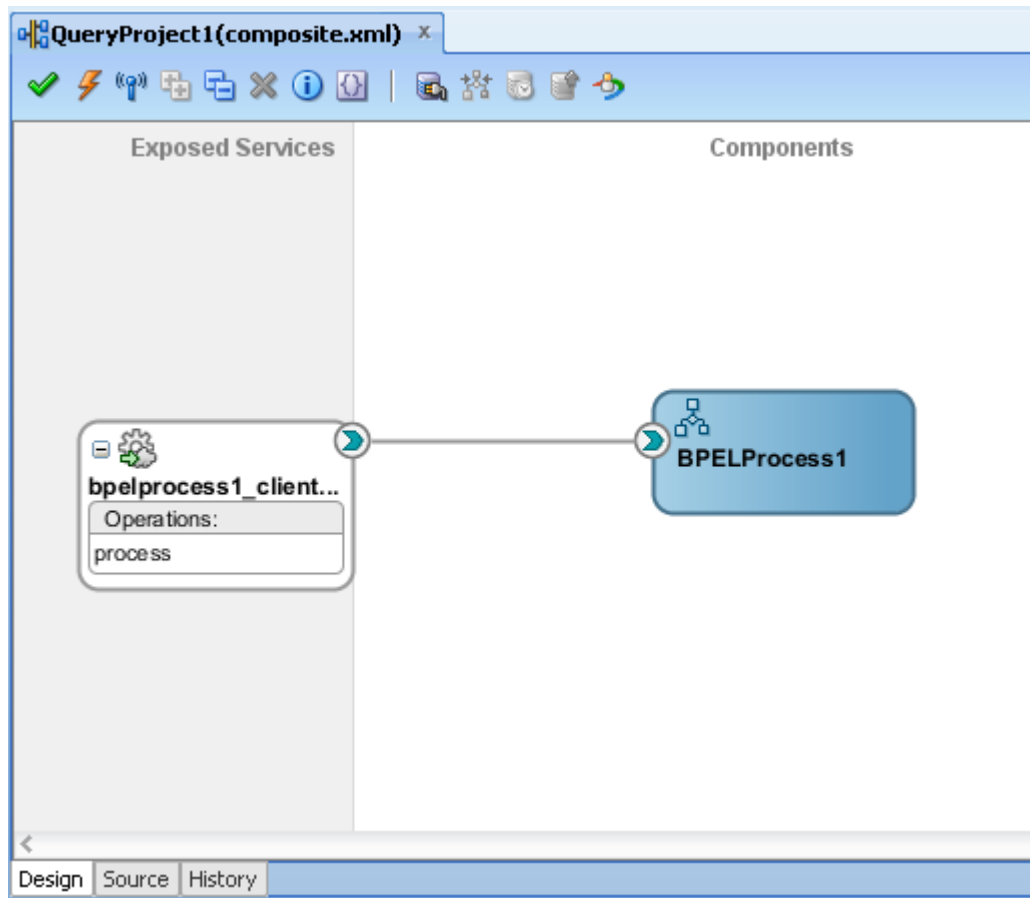 QueryProject1(composite.xml) x
Exposed Services
Components
bpelprocess1_client...
Operations:
process
BPELProcess1
Design Source History